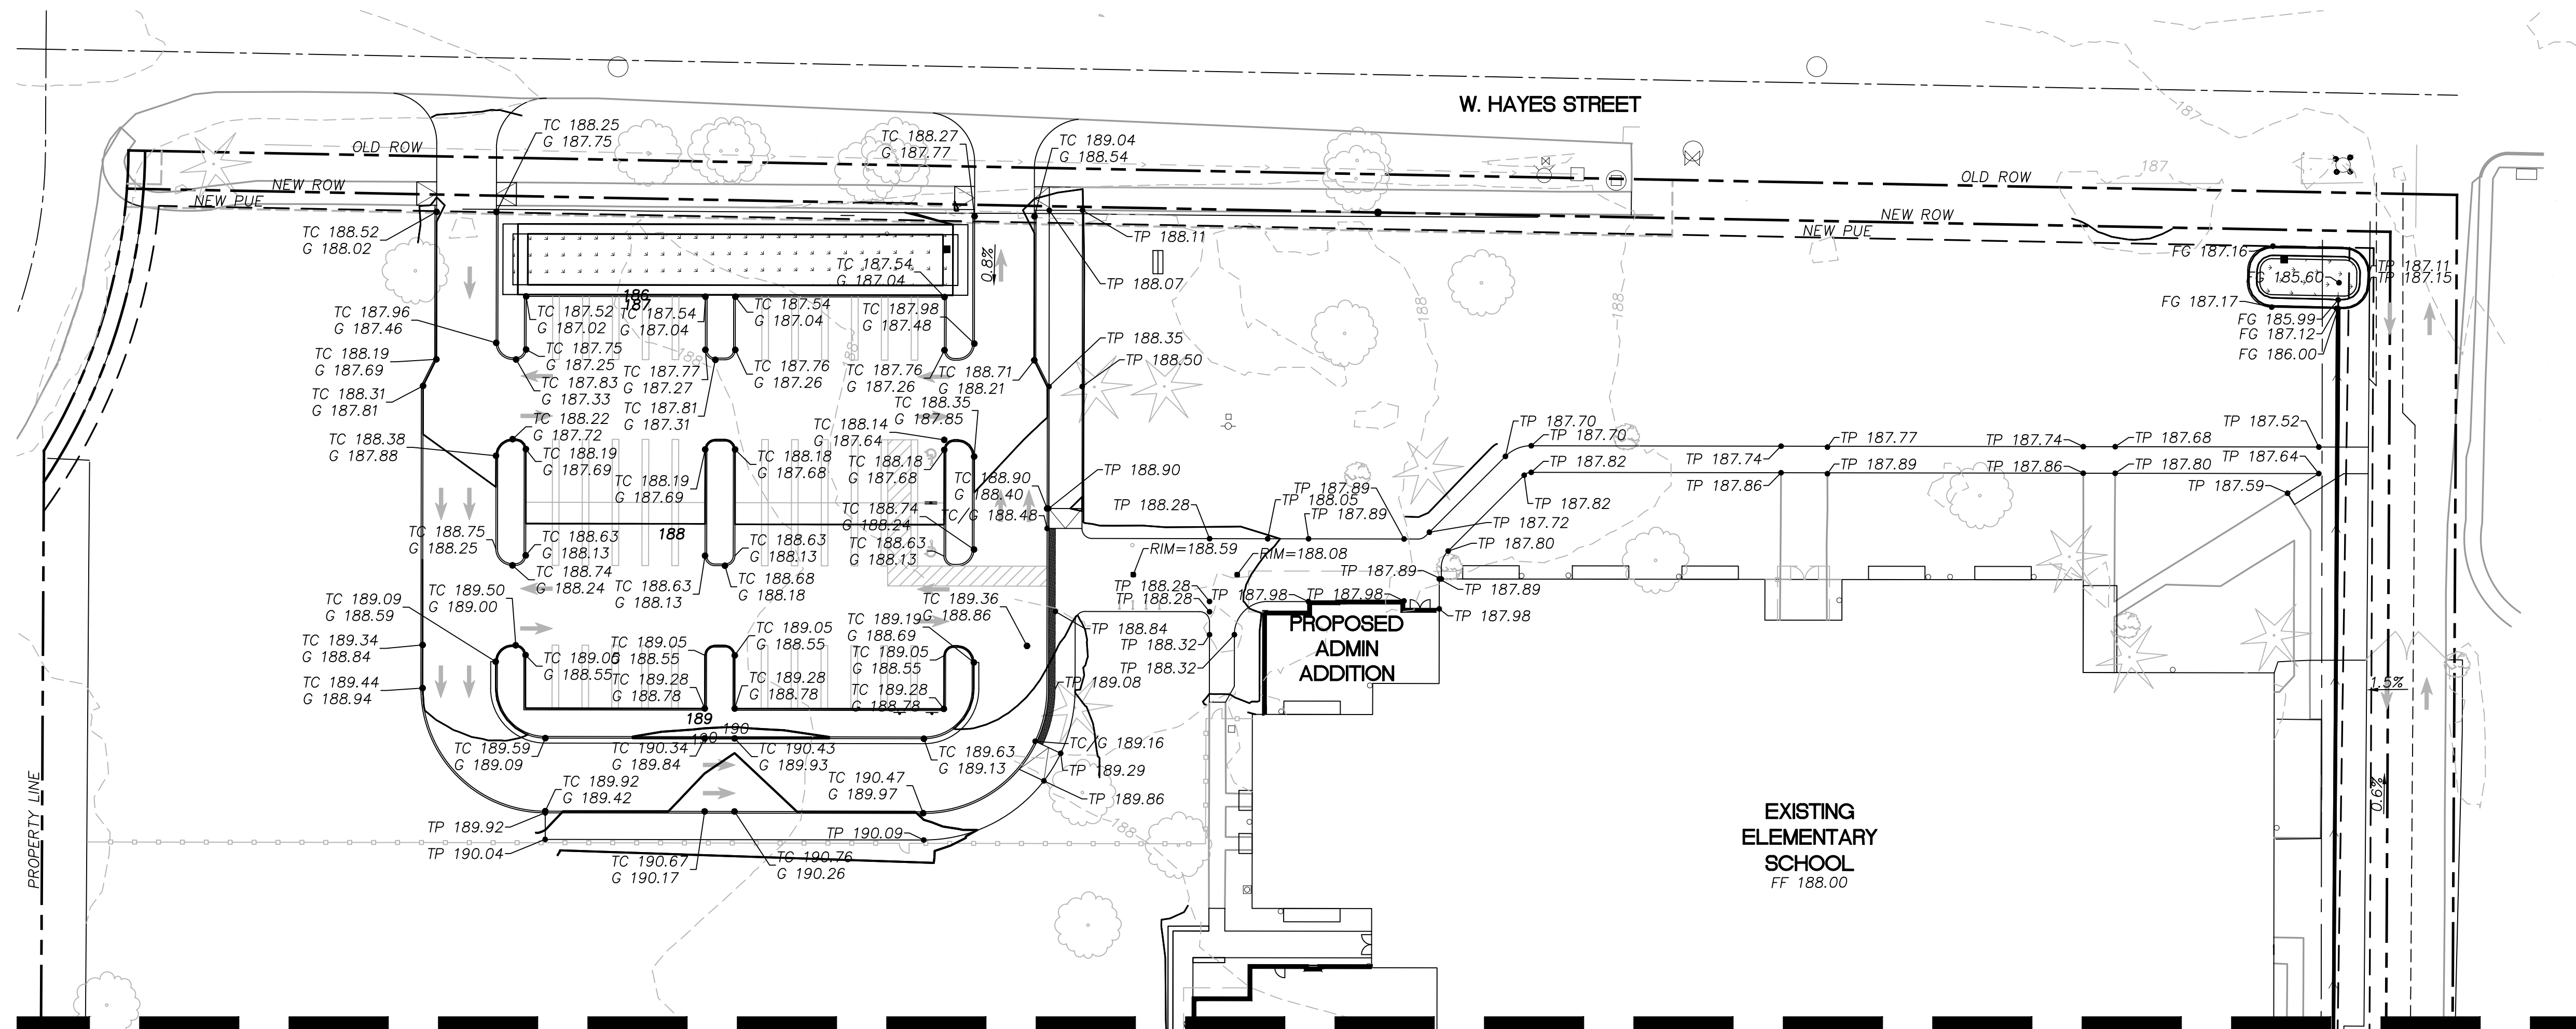 W. HAYES STREET
OLD ROW
NEW ROW
NEW PUE
OLD ROW
NEW ROW
NEW PUE
187
187
TC 188.25
G 187.75
TC 188.27
G 187.77
TC 189.04
G 188.54
TC 188.52
G 188.02
TP 188.11
TP 188.07
0.8%
TC 187.54
G 187.04
186
187
TC 187.96
G 187.46
TC 187.52
G 187.02
TC 187.54
G 187.04
TC 187.54
G 187.04
TC 187.98
G 187.48
188
188
188
188
TC 188.19
G 187.69
TC 187.75
G 187.25
TC 187.83
G 187.33
TC 187.77
G 187.27
TC 187.76
G 187.26
TC 187.76
G 187.26
TC 188.71
G 188.21
TP 188.35
TP 188.50
TC 188.31
G 187.81
TC 187.81
G 187.31
TC 188.35
G 187.85
TC 188.22
G 187.72
TC 188.14
G 187.64
TC 188.38
G 187.88
TC 188.19
G 187.69
TC 188.19
G 187.69
TC 188.18
G 187.68
TC 188.18
G 187.68
TC 188.90
G 188.40
TP 188.90
TC/G 188.48
TC 188.74
G 188.24
TC 188.75
G 188.25
TC 188.63
G 188.13
188
TC 188.63
G 188.13
TC 188.63
G 188.13
TC 188.74
G 188.24
TC 188.63
G 188.13
TC 188.68
G 188.18
TC 189.50
G 189.00
TC 189.09
G 188.59
TC 189.36
G 188.86
TC 189.34
G 188.84
TC 189.05
G 188.55
TC 189.05
G 188.55
TC 189.05
G 188.55
TC 189.19
G 188.69
TC 189.05
G 188.55
TC 189.44
G 188.94
TC 189.28
G 188.78
TC 189.28
G 188.78
TC 189.28
G 188.78
189
190
190
TC 189.59
G 189.09
TC 190.34
G 189.84
TC 190.43
G 189.93
TC 189.63
G 189.13
TC/G 189.16
TP 189.29
TP 189.86
TC 189.92
G 189.42
TC 190.47
G 189.97
TP 189.92
TP 190.04
TP 190.09
TC 190.67
G 190.17
TC 190.76
G 190.26
188
TP 188.84
TP 189.08
TP 188.28
TP 187.89
TP 188.05
TP 187.89
RIM=188.59
RIM=188.08
TP 188.28
TP 188.28
TP 187.98
TP 187.98
TP 187.89
TP 187.89
TP 187.98
TP 188.32
TP 188.32
PROPOSED
ADMIN
ADDITION
TP 187.70
TP 187.70
TP 187.82
TP 187.82
TP 187.72
TP 187.80
TP 187.74
TP 187.77
TP 187.86
TP 187.89
TP 187.74
TP 187.68
TP 187.86
TP 187.80
TP 187.52
TP 187.64
TP 187.59
FG 187.16
FG 185.60
TP 187.11
TP 187.15
FG 187.17
FG 185.99
FG 187.12
FG 186.00
1.5%
0.6%
EXISTING
ELEMENTARY
SCHOOL
FF 188.00
PROPERTY LINE